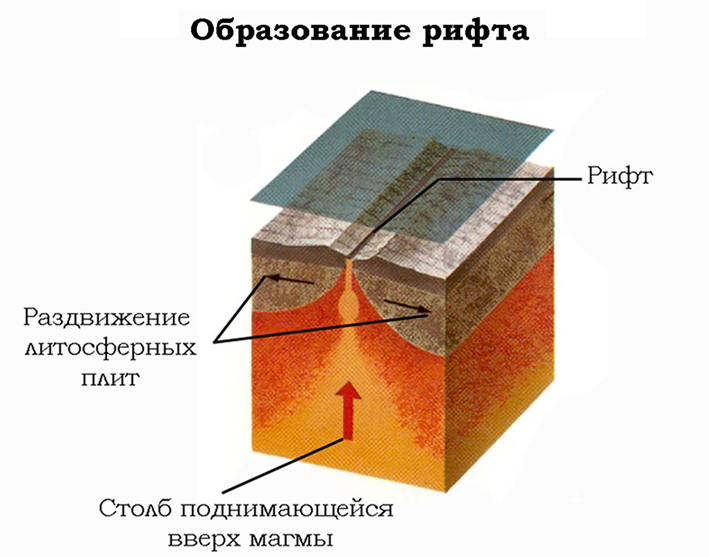 Образование рифта
Рифт
Раздвижение
литосферных
плит
Столб поднимающейся
вверх магмы